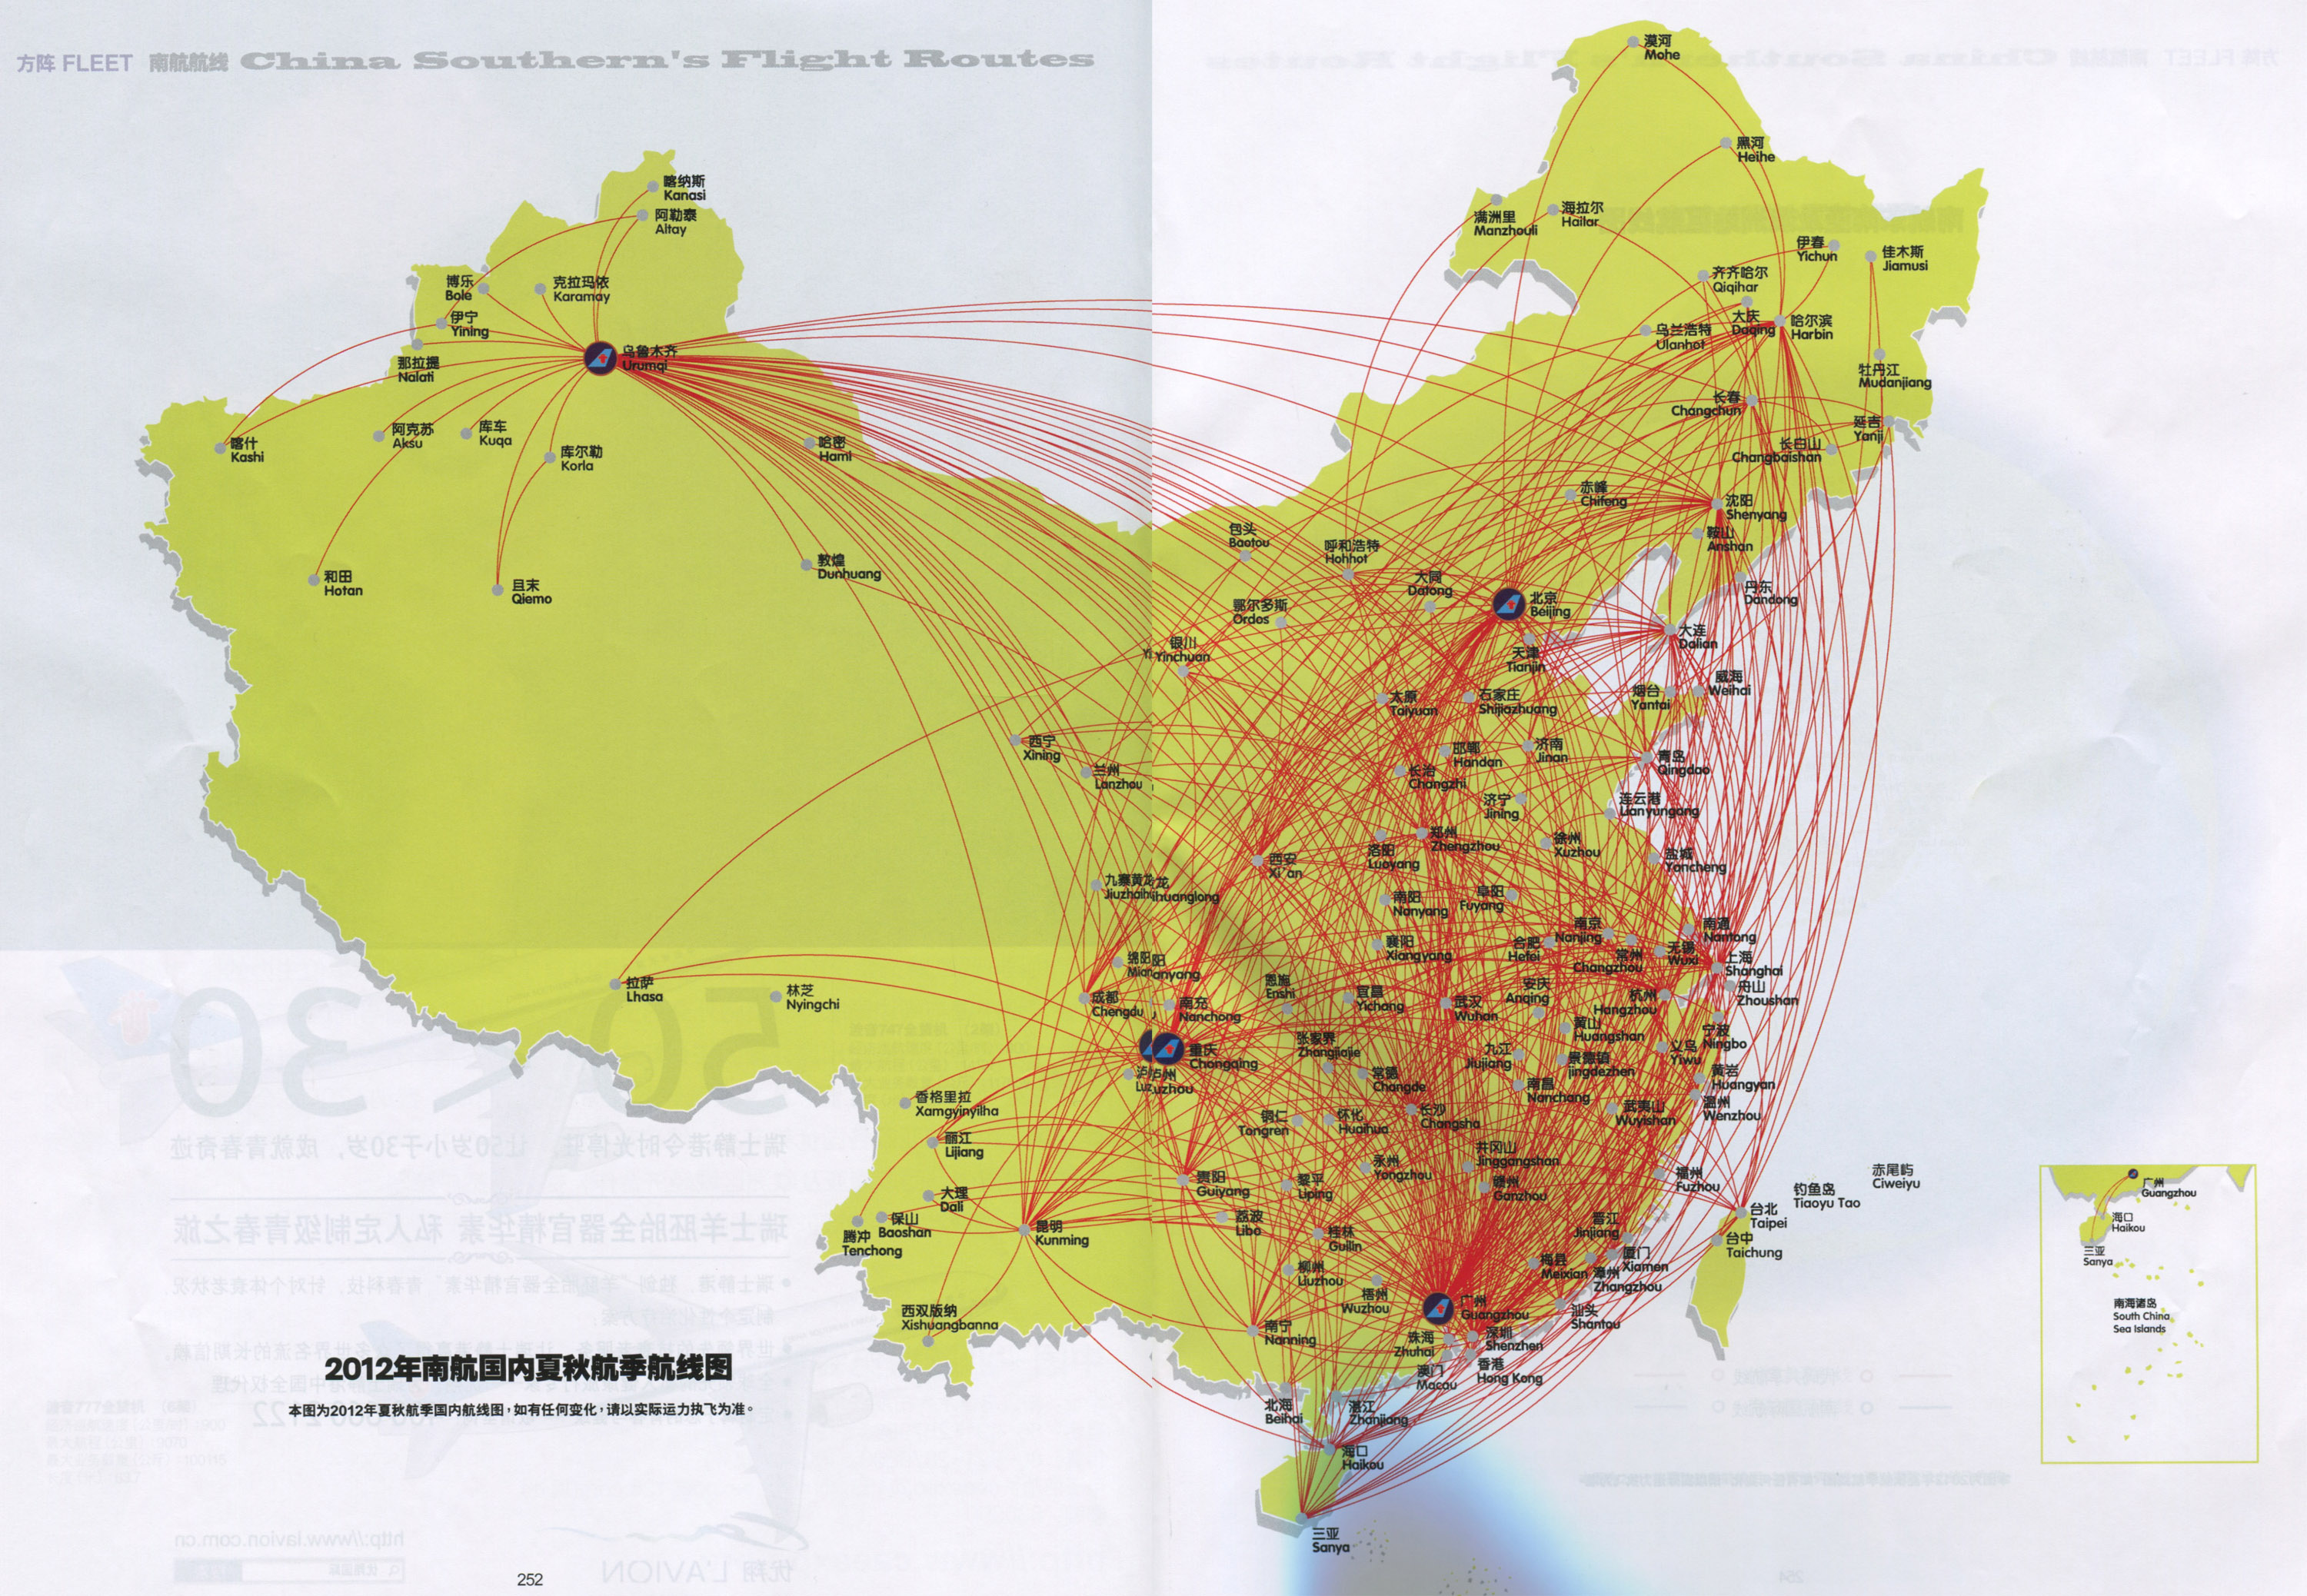 方阵 FLEET 南航航线 China Southern's Flight Routes
漠河
Mohe
黑河
Heihe
喀纳斯
Kanasi
阿勒泰
Altay
满洲里
Manzhouli
海拉尔
Hailar
伊春
Yichun
佳木斯
Jiamusi
博乐
Bole
克拉玛依
Karamay
齐齐哈尔
Qiqihar
伊宁
Yining
大庆
Daqing
哈尔滨
Harbin
乌兰浩特
Ulanhot
那拉提
Nalati
乌鲁木齐
Urumqi
牡丹江
Mudanjiang
长春
Changchun
延吉
Yanji
喀什
Kashi
阿克苏
Aksu
库车
Kuqa
库尔勒
Korla
哈密
Hami
长白山
Changbaishan
赤峰
Chifeng
沈阳
Shenyang
鞍山
Anshan
包头
Baotou
呼和浩特
Hohhot
敦煌
Dunhuang
和田
Hotan
且末
Qiemo
大同
Datong
丹东
Dandong
鄂尔多斯
Ordos
北京
Beijing
银川
Yinchuan
天津
Tianjin
大连
Dalian
太原
Taiyuan
石家庄
Shijiazhuang
烟台
Yantai
威海
Weihai
西宁
Xining
兰州
Lanzhou
邯郸
Handan
济南
Jinan
青岛
Qingdao
长治
Changzhi
济宁
Jining
连云港
Lianyungang
洛阳
Luoyang
郑州
Zhengzhou
徐州
Xuzhou
盐城
Yancheng
西安
Xi'an
九寨黄龙龙
Jiuzhaihuanglong
南阳
Nanyang
阜阳
Fuyang
襄阳
Xiangyang
合肥
Hefei
南京
Nanjing
常州
Changzhou
无锡
Wuxi
南通
Nantong
上海
Shanghai
拉萨
Lhasa
林芝
Nyingchi
绵阳阳
Mianyang
成都
Chengdu
南充
Nanchong
恩施
Enshi
宜昌
Yichang
武汉
Wuhan
安庆
Anqing
杭州
Hangzhou
舟山
Zhoushan
黄山
Huangshan
宁波
Ningbo
重庆
Chongqing
张家界
Zhangjiajie
九江
Jiujiang
景德镇
jingdezhen
义乌
Yiwu
泸泸州
Luzuzhou
常德
Changde
南昌
Nanchang
黄岩
Huangyan
香格里拉
Xamgyinyilha
铜仁
Tongren
怀化
Huaihua
长沙
Changsha
武夷山
Wuyishan
温州
Wenzhou
丽江
Lijiang
贵阳
Guiyang
黎平
Liping
永州
Yongzhou
井冈山
Jinggangshan
赣州
Ganzhou
福州
Fuzhou
赤尾屿
Ciweiyu
钓鱼岛
Tiaoyu Tao
大理
Dali
保山
Baoshan
腾冲
Tenchong
昆明
Kunming
荔波
Libo
桂林
Guilin
晋江
Jinjiang
台北
Taipei
台中
Taichung
柳州
Liuzhou
梅县
Meixian
漳州
Zhangzhou
厦门
Xiamen
梧州
Wuzhou
广州
Guangzhou
汕头
Shantou
西双版纳
Xishuangbanna
南宁
Nanning
珠海
Zhuhai
深圳
Shenzhen
澳门
Macau
香港
Hong Kong
北海
Beihai
湛江
Zhanjiang
海口
Haikou
三亚
Sanya
广州
Guangzhou
海口
Haikou
三亚
Sanya
南海诸岛
South China
Sea Islands
2012年南航国内夏秋航季航线图
本图为2012年夏秋航季国内航线图,如有任何变化,请以实际运力执飞为准。
252